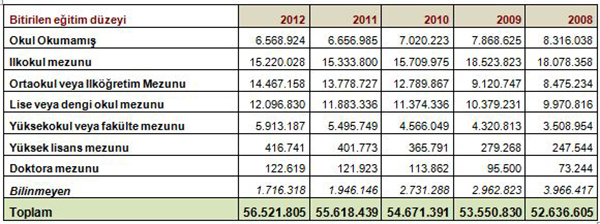 Bitirilen eğitim düzeyi 2012 2011 2010 2009 2008
Okul Okumamış 6.568.924 6.656.985 7.020.223 7.868.625 8.316.038
Ilkokul mezunu 15.220.028 15.333.800 15.709.975 18.523.823 18.078.358
Ortaokul veya Ilköğretim Mezunu 14.467.158 13.778.727 12.789.867 9.120.747 8.475.234
Lise veya dengi okul mezunu 12.096.830 11.883.336 11.374.336 10.379.231 9.970.816
Yüksekokul veya fakülte mezunu 5.913.187 5.495.749 4.566.049 4.320.813 3.508.954
Yüksek lisans mezunu 416.741 401.773 365.791 279.268 247.544
Doktora mezunu 122.619 121.923 113.862 95.500 73.244
Bilinmeyen 1.716.318 1.946.146 2.731.288 2.962.823 3.966.417
Toplam 56.521.805 55.618.439 54.671.391 53.550.830 52.636.605